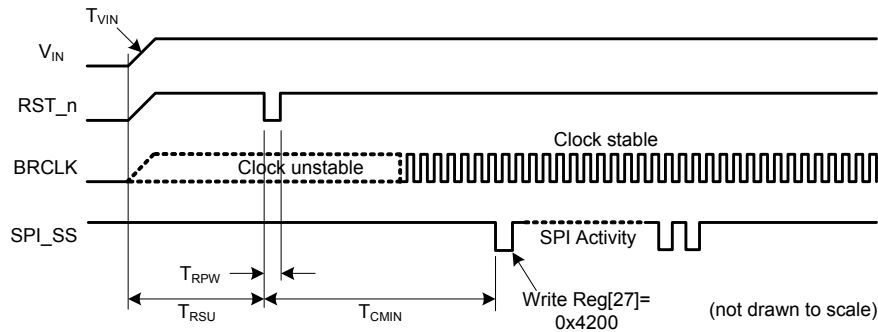 TVIN
VIN
RST_n
BRCLK
Clock unstable
Clock stable
SPI_SS
SPI Activity
TRPW
TRSU
TCMIN
Write Reg[27]=
0x4200
(not drawn to scale)